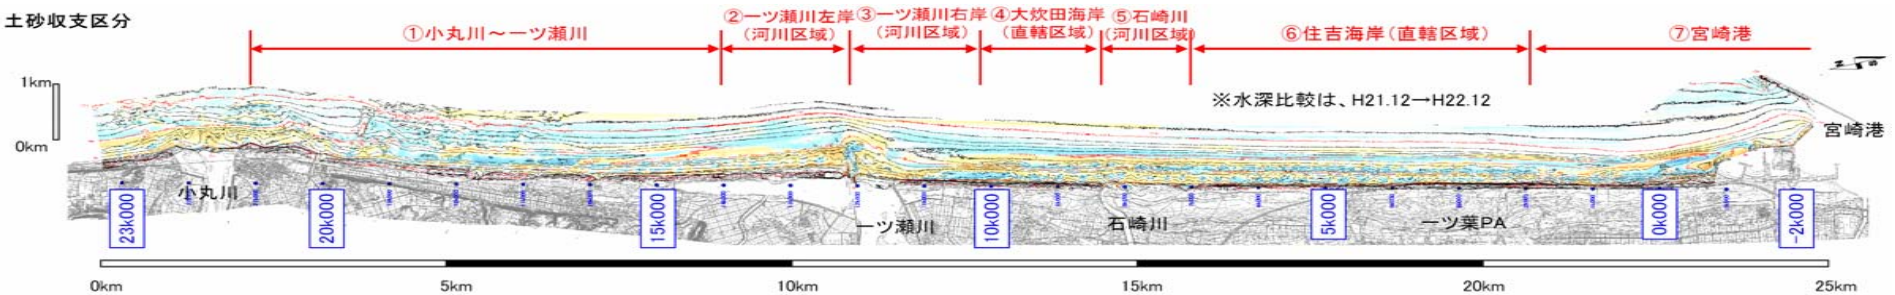 土砂収支区分
①小丸川～一ツ瀬川
②一ツ瀬川左岸
(河川区域)
③一ツ瀬川右岸
(河川区域)
④大炊田海岸
(直轄区域)
⑤石崎川
(河川区域)
⑥住吉海岸(直轄区域)
⑦宮崎港
1km
0km
※水深比較は、H21.12→H22.12
宮崎港
小丸川
一ツ瀬川
石崎川
一ツ葉PA
23k000
20k000
15k000
10k000
5k000
0k000
-2k000
0km
5km
10km
15km
20km
25km